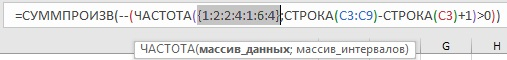 =СУММПРОИЗВ(--(ЧАСТОТА({1:2:2:4:1:6:4};СТРОКА(C3:C9)-СТРОКА(C3)+1)>0))
ЧАСТОТА(массив_данных; массив_интервалов)
G H